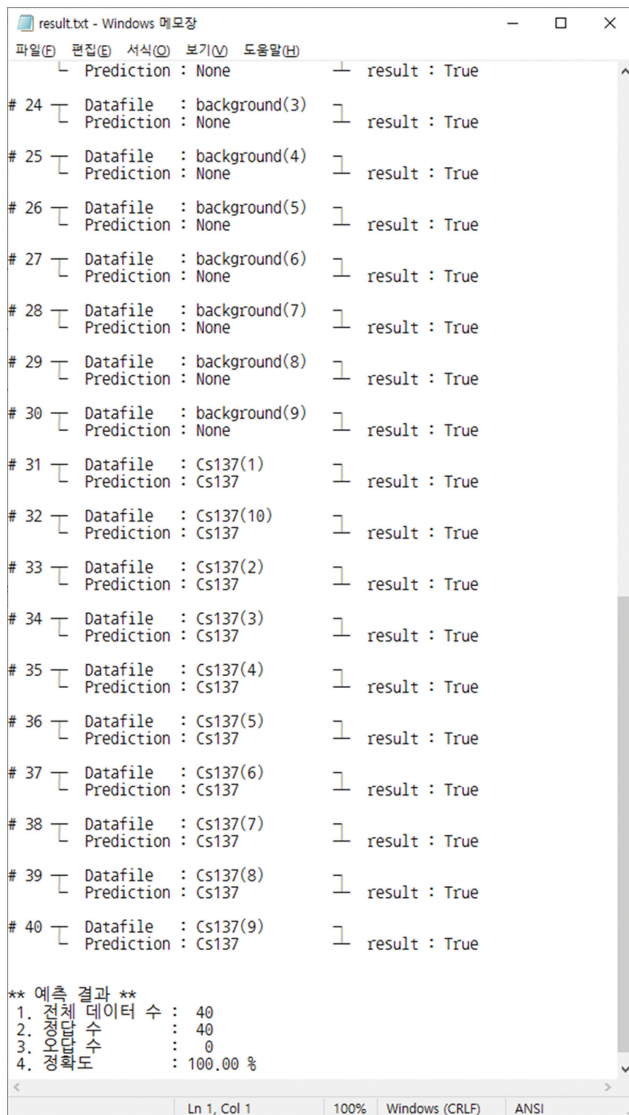 result.txt - Windows 메모장
파일(F) 편집(E) 서식(O) 보기(V) 도움말(H)
Prediction : None result : True
# 24 Datafile : background(3)
Prediction : None result : True
# 25 Datafile : background(4)
Prediction : None result : True
# 26 Datafile : background(5)
Prediction : None result : True
# 27 Datafile : background(6)
Prediction : None result : True
# 28 Datafile : background(7)
Prediction : None result : True
# 29 Datafile : background(8)
Prediction : None result : True
# 30 Datafile : background(9)
Prediction : None result : True
# 31 Datafile : Cs137(1)
Prediction : Cs137 result : True
# 32 Datafile : Cs137(10)
Prediction : Cs137 result : True
# 33 Datafile : Cs137(2)
Prediction : Cs137 result : True
# 34 Datafile : Cs137(3)
Prediction : Cs137 result : True
# 35 Datafile : Cs137(4)
Prediction : Cs137 result : True
# 36 Datafile : Cs137(5)
Prediction : Cs137 result : True
# 37 Datafile : Cs137(6)
Prediction : Cs137 result : True
# 38 Datafile : Cs137(7)
Prediction : Cs137 result : True
# 39 Datafile : Cs137(8)
Prediction : Cs137 result : True
# 40 Datafile : Cs137(9)
Prediction : Cs137 result : True
** 예측 결과 **
1. 전체 데이터 수 : 40
2. 정답 수 : 40
3. 오답 수 : 0
4. 정확도 : 100.00 %
Ln 1, Col 1 100% Windows (CRLF) ANSI